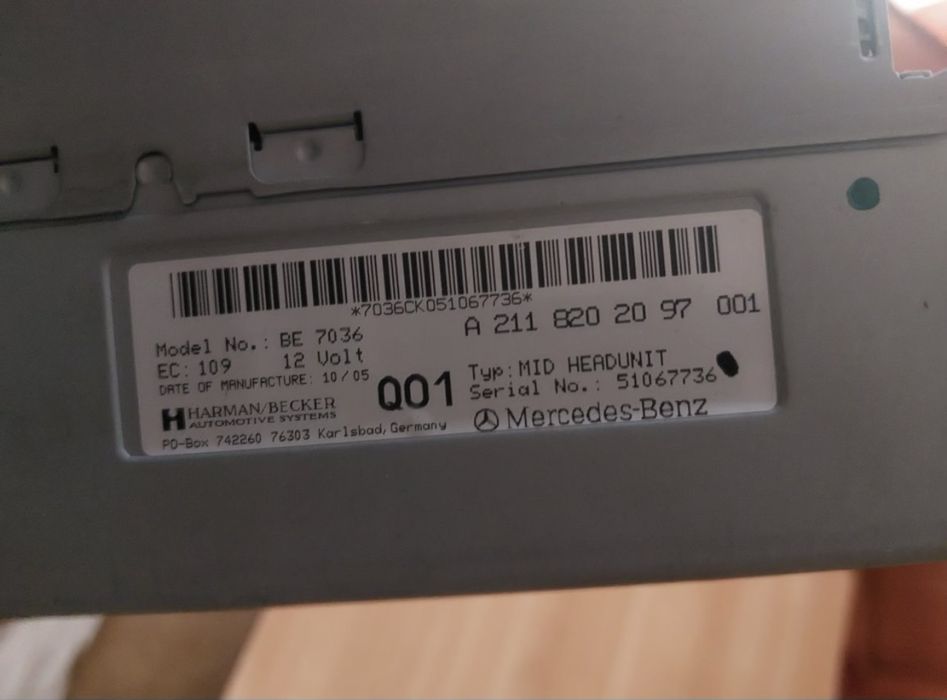 *7036CK051067736*
A 211 820 20 97 001
Model No.: BE 7036
EC: 109 12 Volt
DATE OF MANUFACTURE: 10/05
Q01
Typ: MID HEADUNIT
Serial No.: 51067736
HARMAN/BECKER
AUTOMOTIVE SYSTEMS
Mercedes-Benz
PO-Box 742260 76303 Karlsbad, Germany